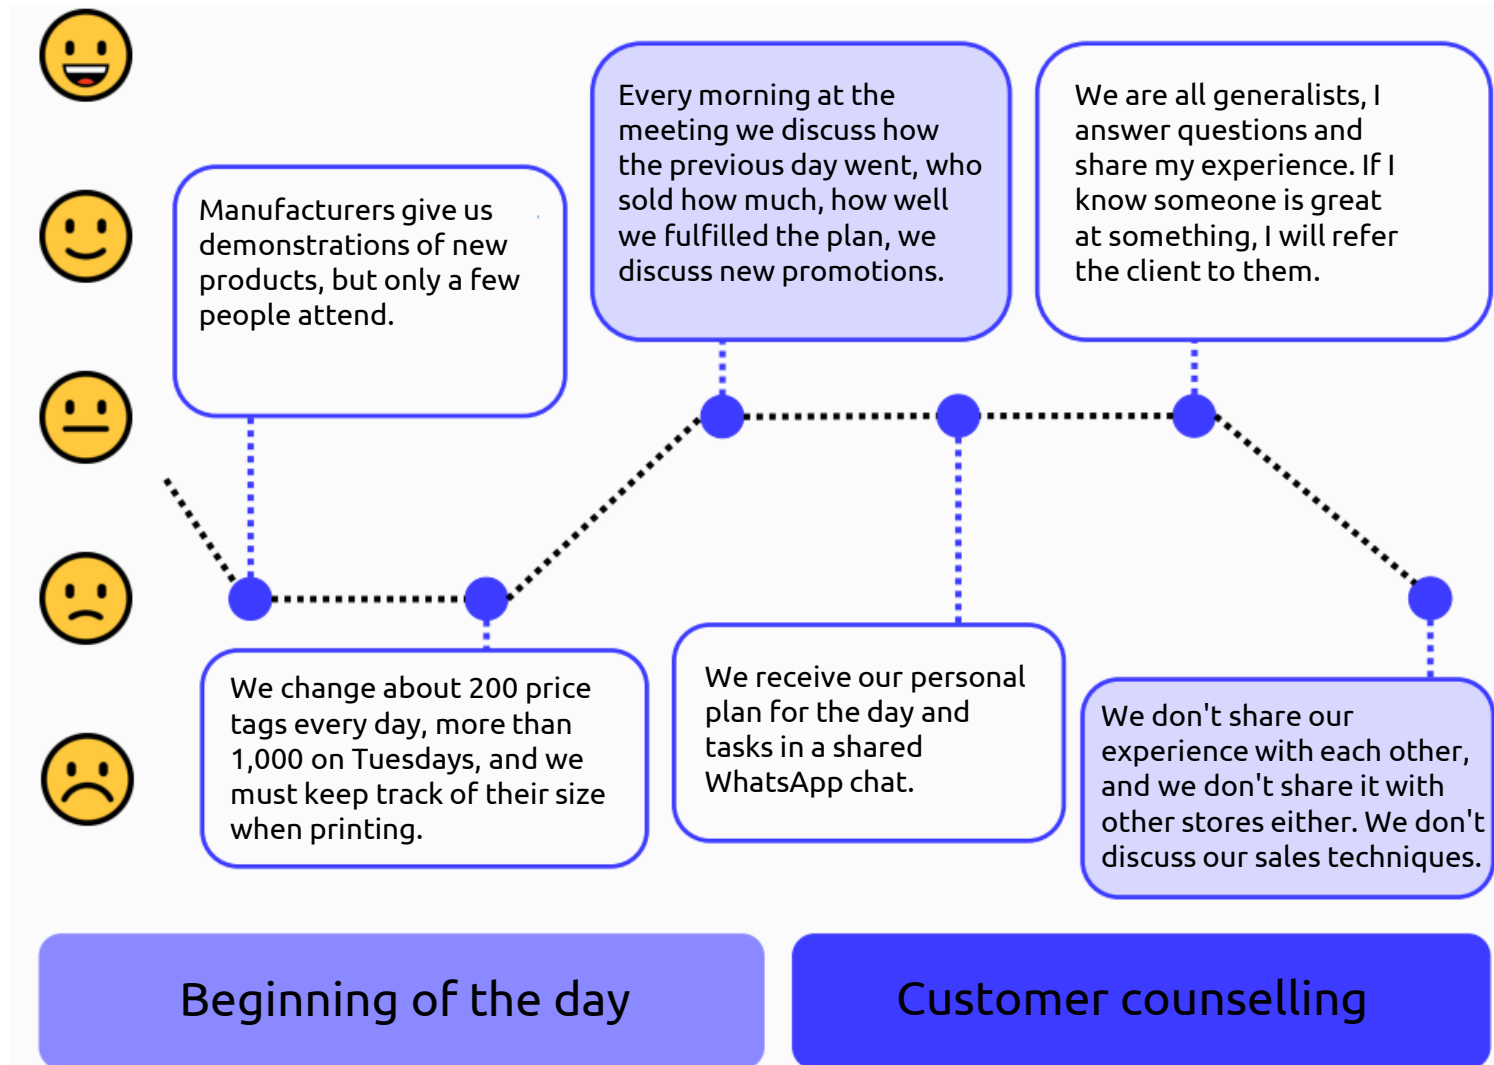 Manufacturers give us
demonstrations of new
products, but only a few
people attend.
We change about 200 price
tags every day, more than
1,000 on Tuesdays, and we
must keep track of their size
when printing.
Every morning at the
meeting we discuss how
the previous day went, who
sold how much, how well
we fulfilled the plan, we
discuss new promotions.
We receive our personal
plan for the day and
tasks in a shared
WhatsApp chat.
We are all generalists, I
answer questions and
share my experience. If I
know someone is great
at something, I will refer
the client to them.
We don't share our
experience with each other,
and we don't share it with
other stores either. We don't
discuss our sales techniques.
Beginning of the day
Customer counselling